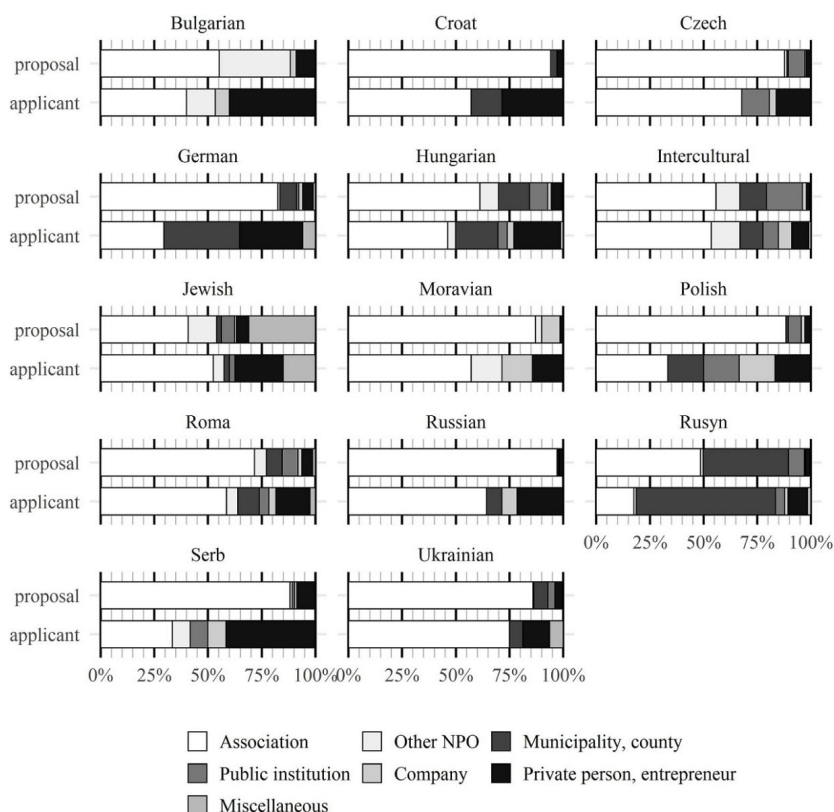 Bulgarian Croat Czech
proposal
applicant
German Hungarian Intercultural
proposal
applicant
Jewish Moravian Polish
proposal
applicant
Roma Russian Rusyn
proposal
applicant
0% 25% 50% 75% 100%
Serb Ukrainian
proposal
applicant
0% 25% 50% 75% 100%0% 25% 50% 75% 100%
Association Other NPO Municipality, county
Public institution Company Private person, entrepreneur
Miscellaneous